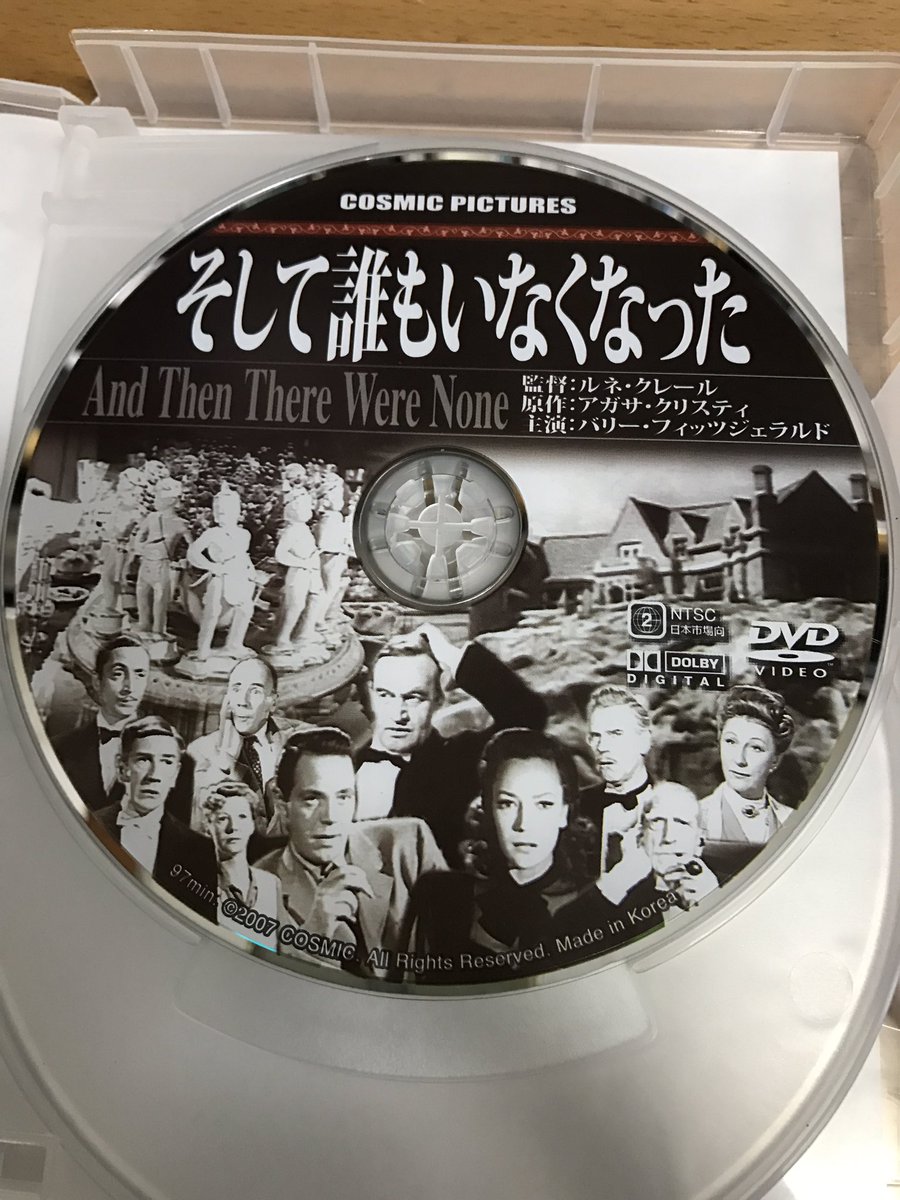 COSMIC PICTURES
そして誰もいなくなった
And Then There Were None
監督：ルネ・クレール
原作：アガサ・クリスティ
主演：バリー・フィッツジェラルド
2
NTSC
日本市場向
DVD
VIDEO
DOLBY
DIGITAL
97min. ©2007 COSMIC. All Rights Reserved. Made in Korea